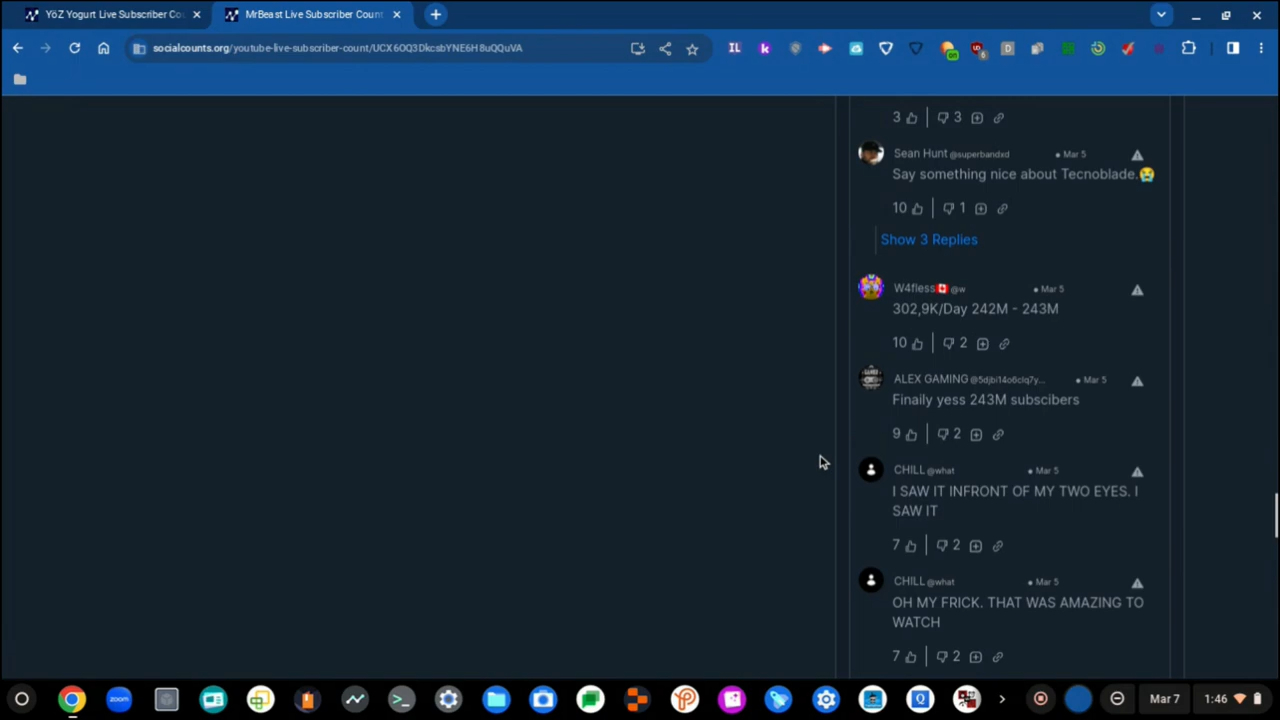 YöZ Yogurt Live Subscriber Co
MrBeast Live Subscriber Count
socialcounts.org/youtube-live-subscriber-count/UCX6OQ3DkcsbYNE6H8uQQuVA
3 3
Sean Hunt @superbandxd • Mar 5
Say something nice about Tecnoblade.😭
10 1
Show 3 Replies
W4fless🇨🇦 @w • Mar 5
302,9K/Day 242M - 243M
10 2
ALEX GAMING @5djbi14o6clq7y... • Mar 5
Finaily yess 243M subscibers
9 2
CHILL @what • Mar 5
I SAW IT INFRONT OF MY TWO EYES. I
SAW IT
7 2
CHILL @what • Mar 5
OH MY FRICK. THAT WAS AMAZING TO
WATCH
7 2
zoom
Mar 7 1:46